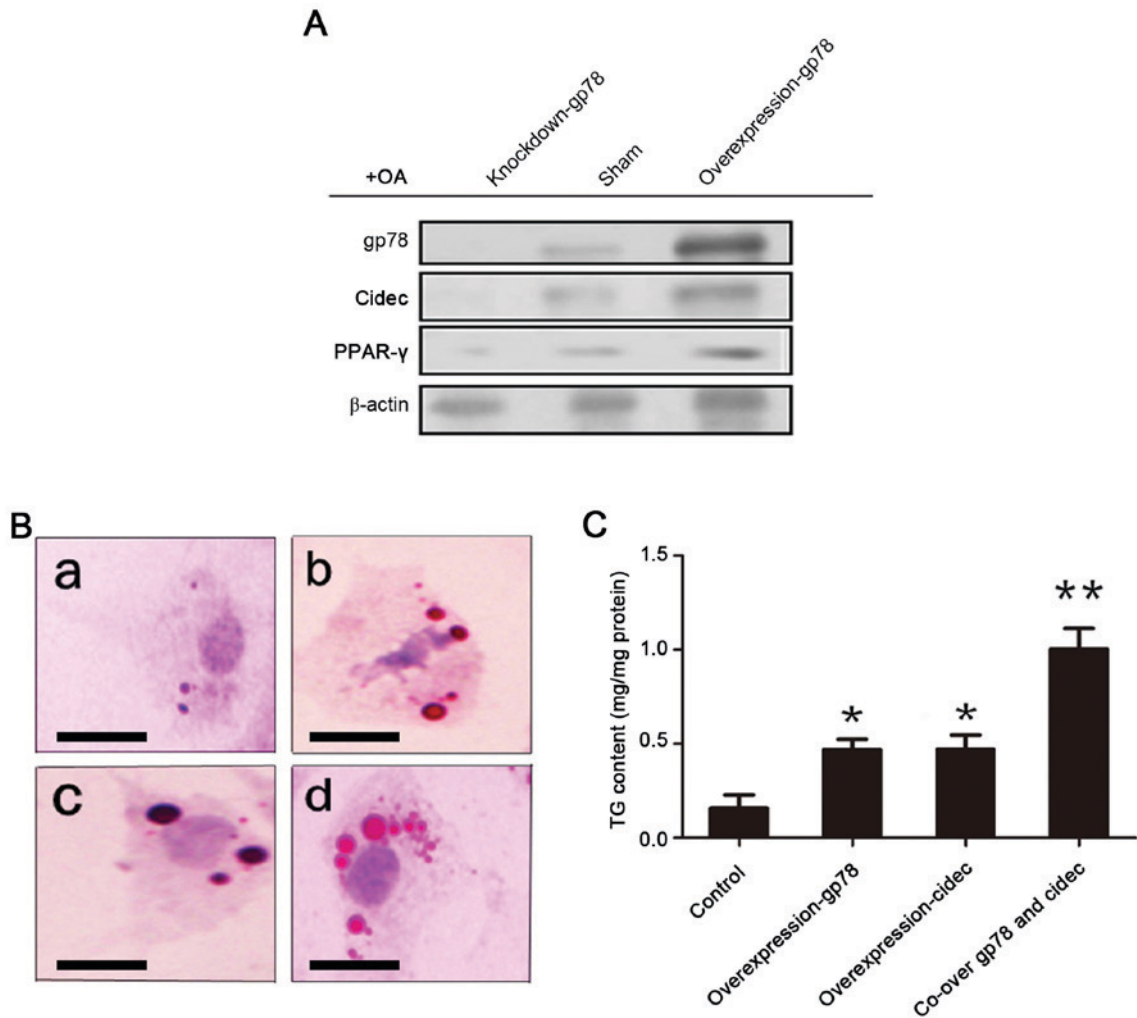 A
+OA
Knockdown-gp78
Sham
Overexpression-gp78
gp78
Cidec
PPAR-γ
β-actin
B
a
b
c
d
C
TG content (mg/mg protein)
1.5
1.0
0.5
0.0
*
*
**
Control
Overexpression-gp78
Overexpression-cidec
Co-over gp78 and cidec